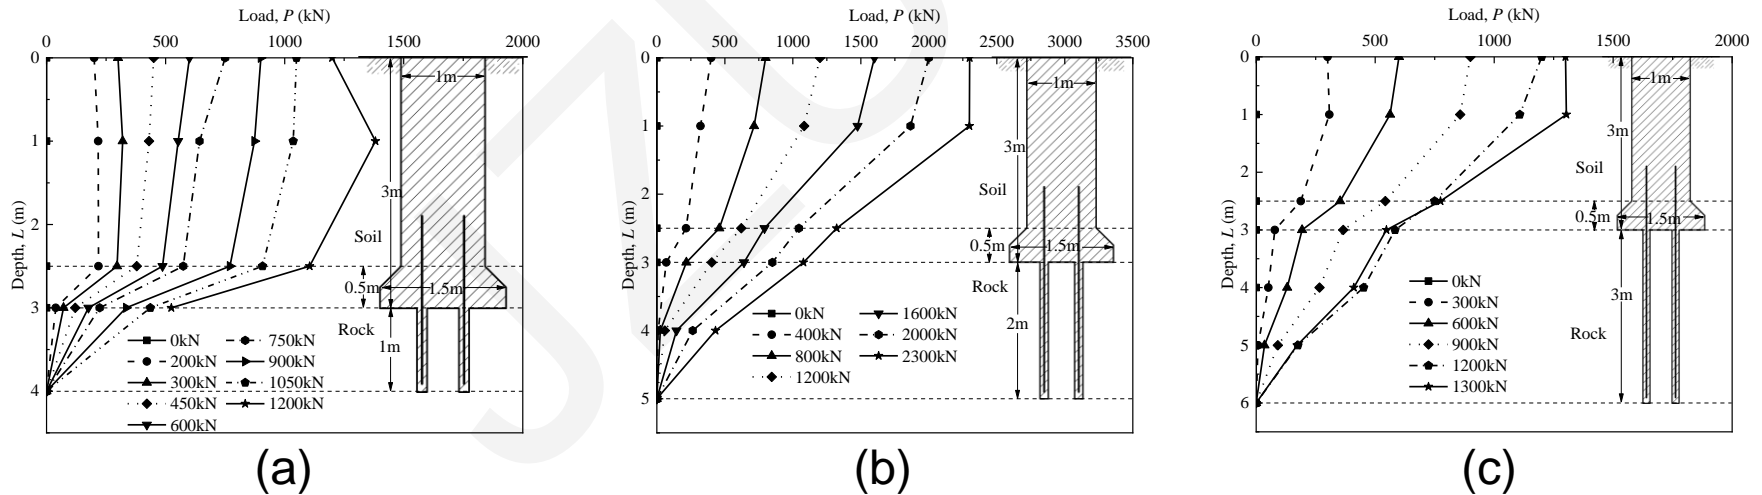 Load, P (kN)
0 500 1000 1500 2000
0
1
2
3
4
Depth, L (m)
1m
3m
Soil
0.5m
1.5m
Rock
1m
0kN
200kN
300kN
450kN
600kN
750kN
900kN
1050kN
1200kN
(a)
Load, P (kN)
0 500 1000 1500 2000 2500 3000 3500
0
1
2
3
4
5
Depth, L (m)
1m
3m
Soil
0.5m
1.5m
Rock
2m
0kN
400kN
800kN
1200kN
1600kN
2000kN
2300kN
(b)
Load, P (kN)
0 500 1000 1500 2000
0
1
2
3
4
5
6
Depth, L (m)
1m
3m
Soil
0.5m
1.5m
3m
Rock
0kN
300kN
600kN
900kN
1200kN
1300kN
(c)